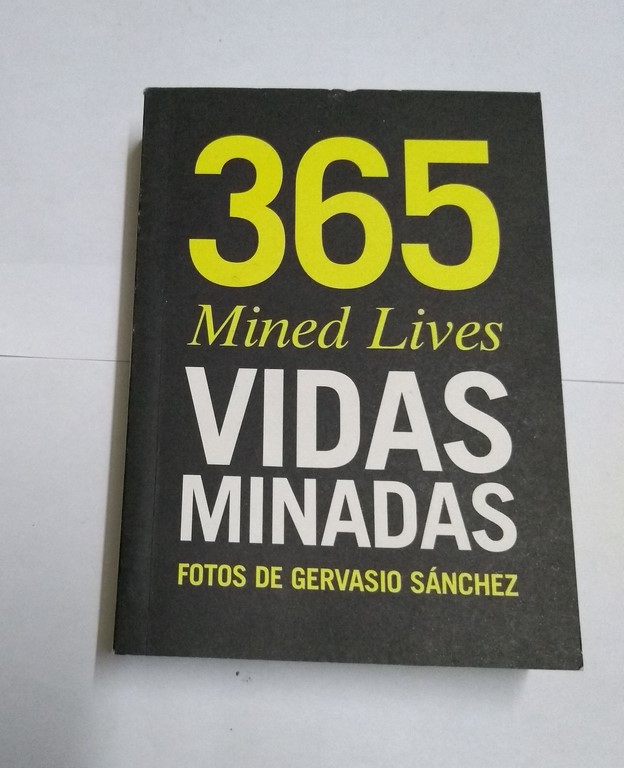 365
Mined Lives
VIDAS
MINADAS
FOTOS DE GERVASIO SÁNCHEZ